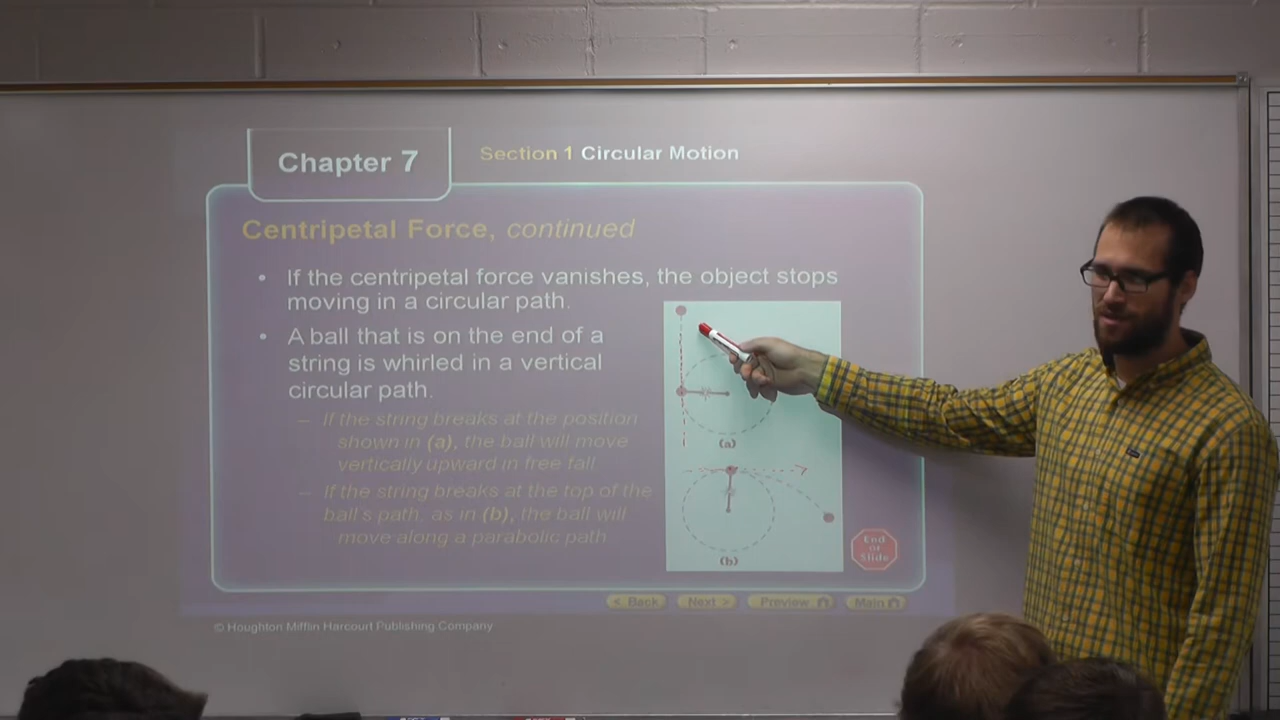 Chapter 7
Section 1 Circular Motion
Centripetal Force, continued
• If the centripetal force vanishes, the object stops
moving in a circular path.
• A ball that is on the end of a
string is whirled in a vertical
circular path.
– If the string breaks at the position
shown in (a), the ball will move
vertically upward in free fall
– If the string breaks at the top of the
ball s path, as in (b), the ball will
move along a parabolic path
(a)
(b)
End
of
Slide
< Back
Next >
Preview
Main
© Houghton Mifflin Harcourt Publishing Company